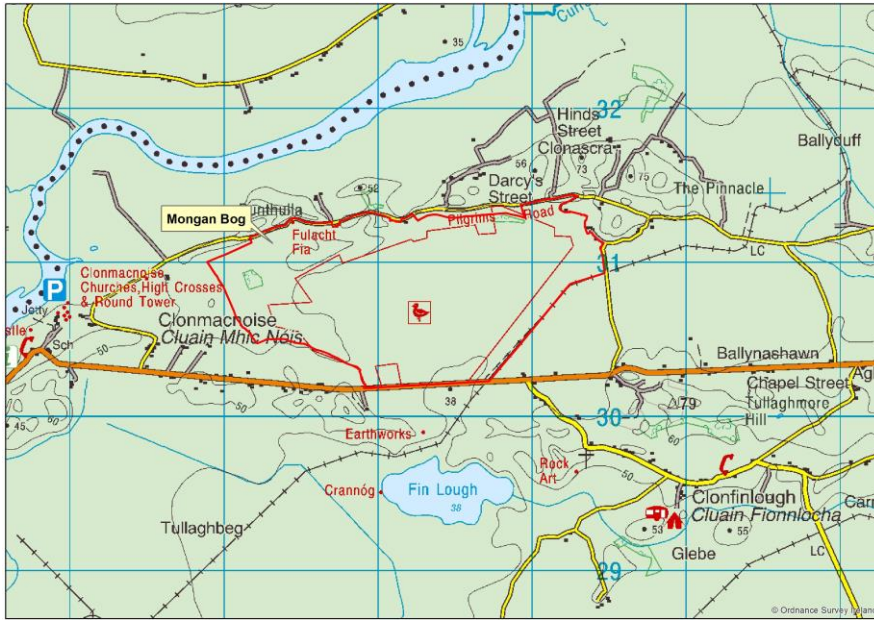 35
32
Hinds
Street
Clonascra
Ballyduff
56
73
75
52
Darcy's
Street
The Pinnacle
Mongan Bog
Pilgrims Road
Fulacht
Fia
31
LC
Clonmacnoise
Churches,High Crosses
& Round Tower
P
Jetty
Sch
50
Clonmacnoise
Cluain Mhic Nóis
Ballynashawn
Chapel Street
Tullaghmore
Hill
79
38
50
30
60
45
60
50
Earthworks
Rock
Art
50
Crannóg
Fin Lough
38
Clonfinlough
Cluain Fionnlocha
Tullaghbeg
53
55
Glebe
LC
29
© Ordnance Survey Ireland